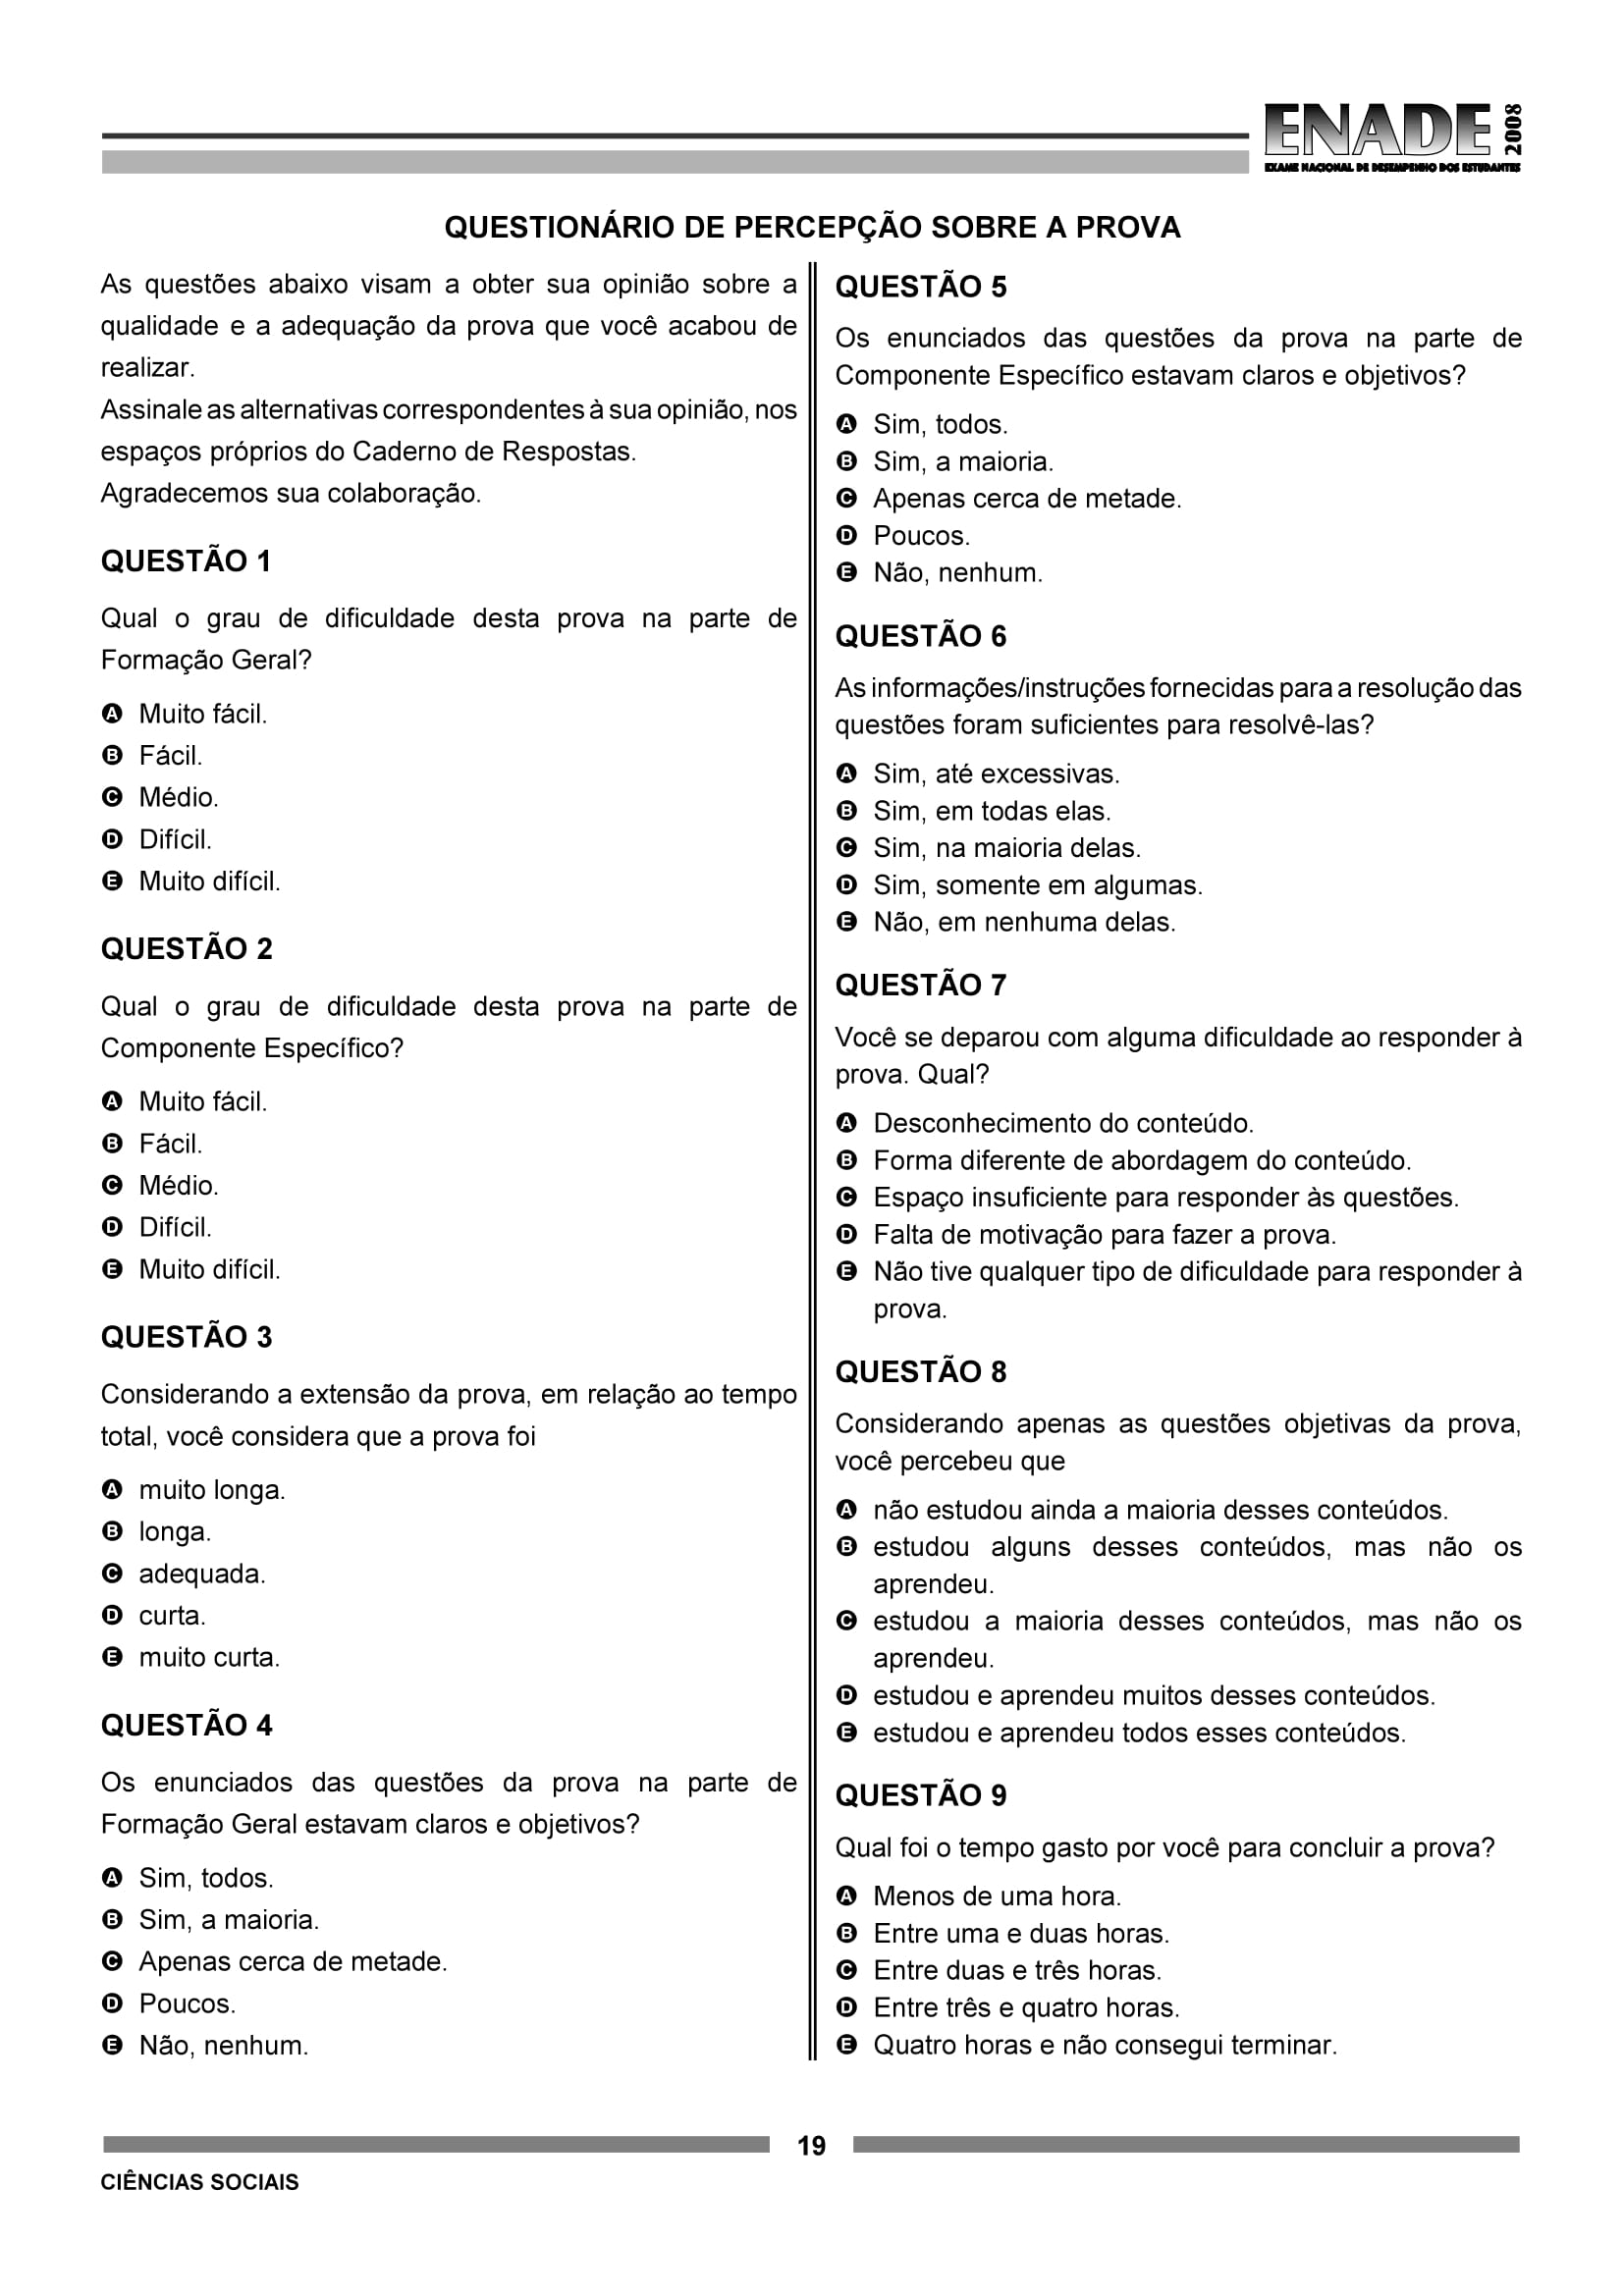 ENADE 2008
EXAME NACIONAL DE DESEMPENHO DOS ESTUDANTES
QUESTIONÁRIO DE PERCEPÇÃO SOBRE A PROVA
As questões abaixo visam a obter sua opinião sobre a
qualidade e a adequação da prova que você acabou de
realizar.
Assinale as alternativas correspondentes à sua opinião, nos
espaços próprios do Caderno de Respostas.
Agradecemos sua colaboração.
QUESTÃO 1
Qual o grau de dificuldade desta prova na parte de
Formação Geral?
A Muito fácil.
B Fácil.
C Médio.
D Difícil.
E Muito difícil.
QUESTÃO 2
Qual o grau de dificuldade desta prova na parte de
Componente Específico?
A Muito fácil.
B Fácil.
C Médio.
D Difícil.
E Muito difícil.
QUESTÃO 3
Considerando a extensão da prova, em relação ao tempo
total, você considera que a prova foi
A muito longa.
B longa.
C adequada.
D curta.
E muito curta.
QUESTÃO 4
Os enunciados das questões da prova na parte de
Formação Geral estavam claros e objetivos?
A Sim, todos.
B Sim, a maioria.
C Apenas cerca de metade.
D Poucos.
E Não, nenhum.
QUESTÃO 5
Os enunciados das questões da prova na parte de
Componente Específico estavam claros e objetivos?
A Sim, todos.
B Sim, a maioria.
C Apenas cerca de metade.
D Poucos.
E Não, nenhum.
QUESTÃO 6
As informações/instruções fornecidas para a resolução das
questões foram suficientes para resolvê-las?
A Sim, até excessivas.
B Sim, em todas elas.
C Sim, na maioria delas.
D Sim, somente em algumas.
E Não, em nenhuma delas.
QUESTÃO 7
Você se deparou com alguma dificuldade ao responder à
prova. Qual?
A Desconhecimento do conteúdo.
B Forma diferente de abordagem do conteúdo.
C Espaço insuficiente para responder às questões.
D Falta de motivação para fazer a prova.
E Não tive qualquer tipo de dificuldade para responder à
prova.
QUESTÃO 8
Considerando apenas as questões objetivas da prova,
você percebeu que
A não estudou ainda a maioria desses conteúdos.
B estudou alguns desses conteúdos, mas não os
aprendeu.
C estudou a maioria desses conteúdos, mas não os
aprendeu.
D estudou e aprendeu muitos desses conteúdos.
E estudou e aprendeu todos esses conteúdos.
QUESTÃO 9
Qual foi o tempo gasto por você para concluir a prova?
A Menos de uma hora.
B Entre uma e duas horas.
C Entre duas e três horas.
D Entre três e quatro horas.
E Quatro horas e não consegui terminar.
19
CIÊNCIAS SOCIAIS